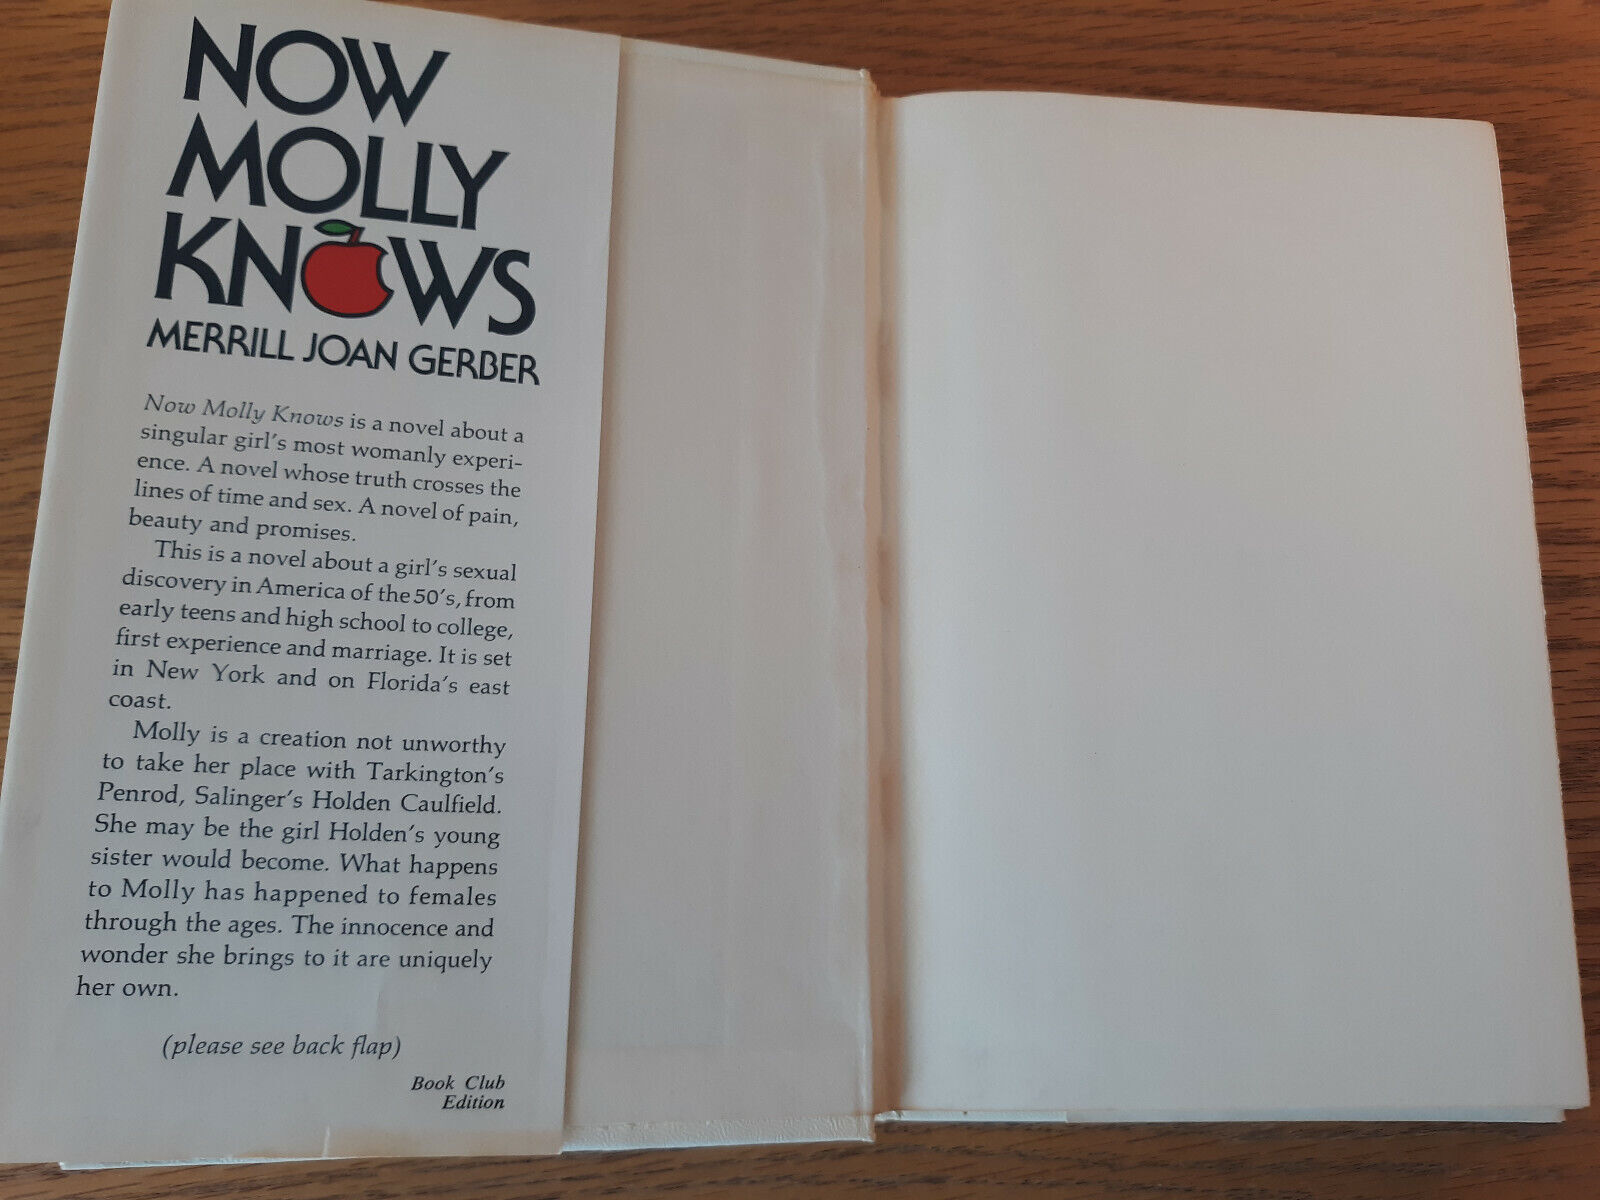 NOW
MOLLY
KNOWS
MERRILL JOAN GERBER
Now Molly Knows is a novel about a
singular girl's most womanly experi-
ence. A novel whose truth crosses the
lines of time and sex. A novel of pain,
beauty and promises.
This is a novel about a girl's sexual
discovery in America of the 50's, from
early teens and high school to college,
first experience and marriage. It is set
in New York and on Florida's east
coast.
Molly is a creation not unworthy
to take her place with Tarkington's
Penrod, Salinger's Holden Caulfield.
She may be the girl Holden's young
sister would become. What happens
to Molly has happened to females
through the ages. The innocence and
wonder she brings to it are uniquely
her own.
(please see back flap)
Book Club
Edition